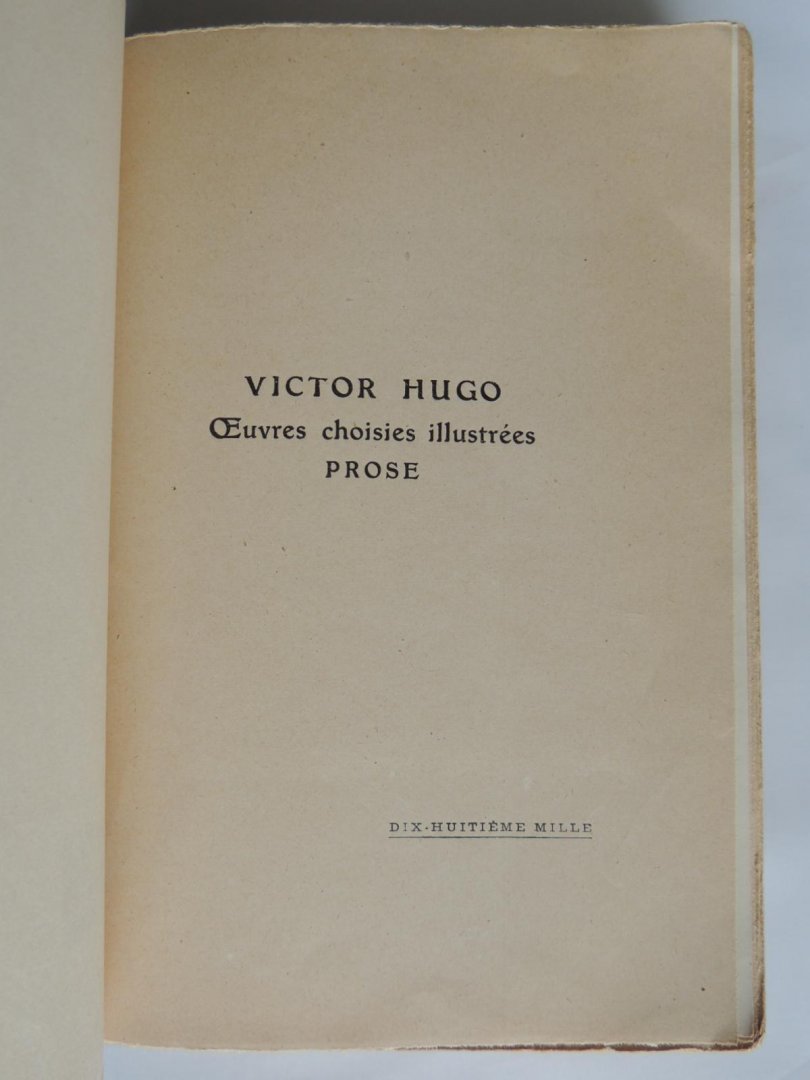 VICTOR HUGO
Œuvres choisies illustrées
PROSE
DIX-HUITIÈME MILLE